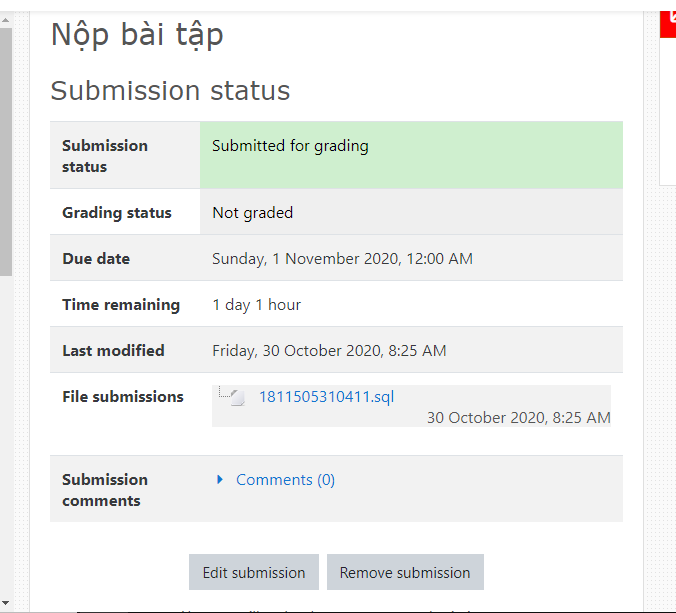 Nộp bài tập
Submission status
Submission status
Submitted for grading
Grading status
Not graded
Due date
Sunday, 1 November 2020, 12:00 AM
Time remaining
1 day 1 hour
Last modified
Friday, 30 October 2020, 8:25 AM
File submissions
1811505310411.sql
30 October 2020, 8:25 AM
Submission comments
Comments (0)
Edit submission
Remove submission